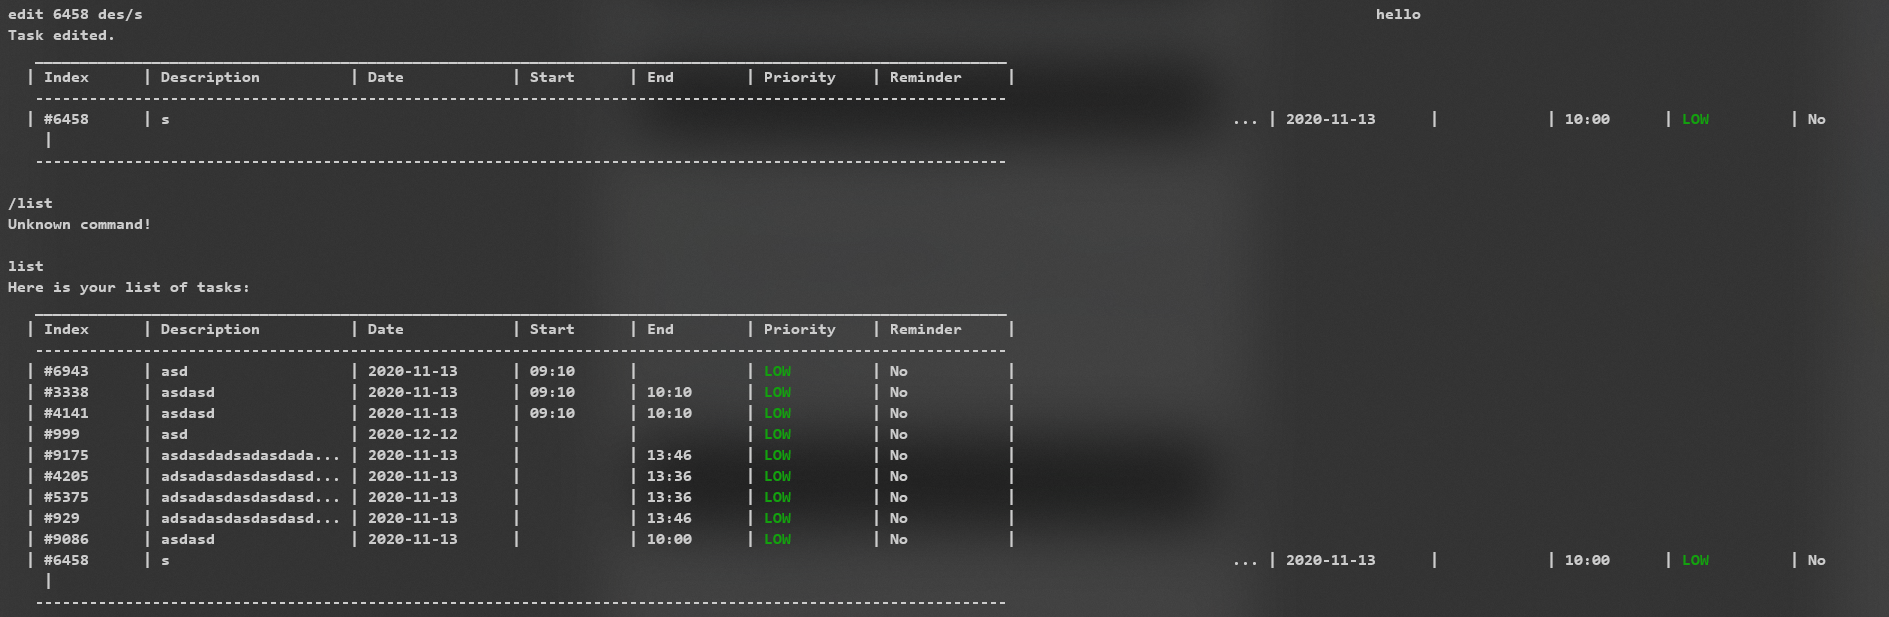 edit 6458 des/s hello
Task edited.
| Index | Description | Date | Start | End | Priority | Reminder |
| #6458 | s ... | 2020-11-13 | | 10:00 | LOW | No
|
/list
Unknown command!
list
Here is your list of tasks:
| Index | Description | Date | Start | End | Priority | Reminder |
| #6943 | asd | 2020-11-13 | 09:10 | | LOW | No |
| #3338 | asdasd | 2020-11-13 | 09:10 | 10:10 | LOW | No |
| #4141 | asdasd | 2020-11-13 | 09:10 | 10:10 | LOW | No |
| #999 | asd | 2020-12-12 | | | LOW | No |
| #9175 | asdasdadsadasdada... | 2020-11-13 | | 13:46 | LOW | No |
| #4205 | adsadasdasdasdasd... | 2020-11-13 | | 13:36 | LOW | No |
| #5375 | adsadasdasdasdasd... | 2020-11-13 | | 13:36 | LOW | No |
| #929 | adsadasdasdasdasd... | 2020-11-13 | | 13:46 | LOW | No |
| #9086 | asdasd | 2020-11-13 | | 10:00 | LOW | No |
| #6458 | s ... | 2020-11-13 | | 10:00 | LOW | No
|